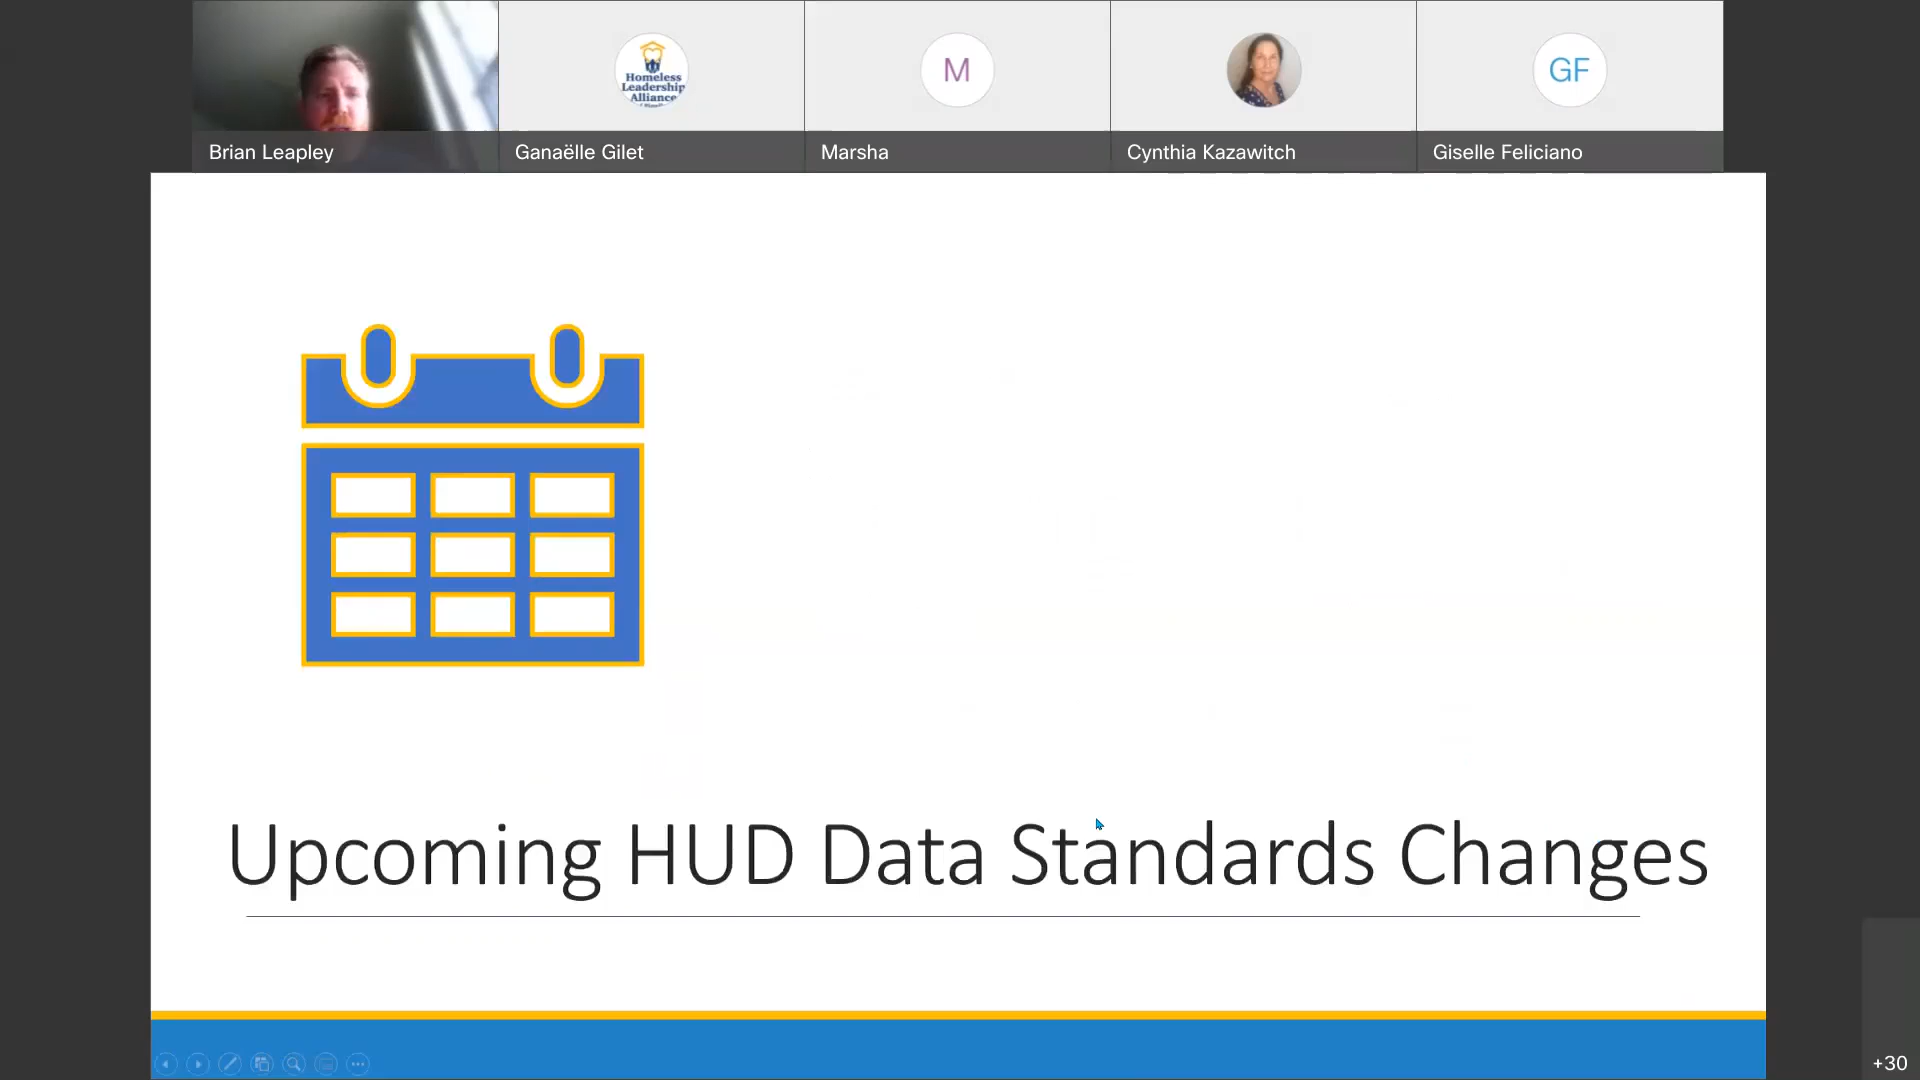 Homeless
Leadership
Alliance
M
GF
Brian Leapley
Ganaëlle Gilet
Marsha
Cynthia Kazawitch
Giselle Feliciano
Upcoming HUD Data Standards Changes
+30